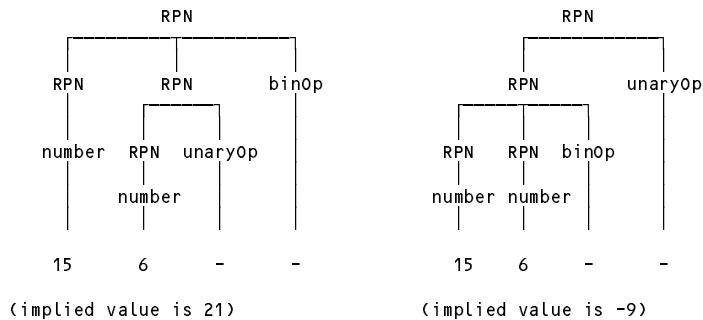 RPN RPN
RPN RPN binOp RPN unaryOp
number RPN unaryOp RPN RPN binOp
number number number
15 6 - - 15 6 - -
(implied value is 21) (implied value is -9)